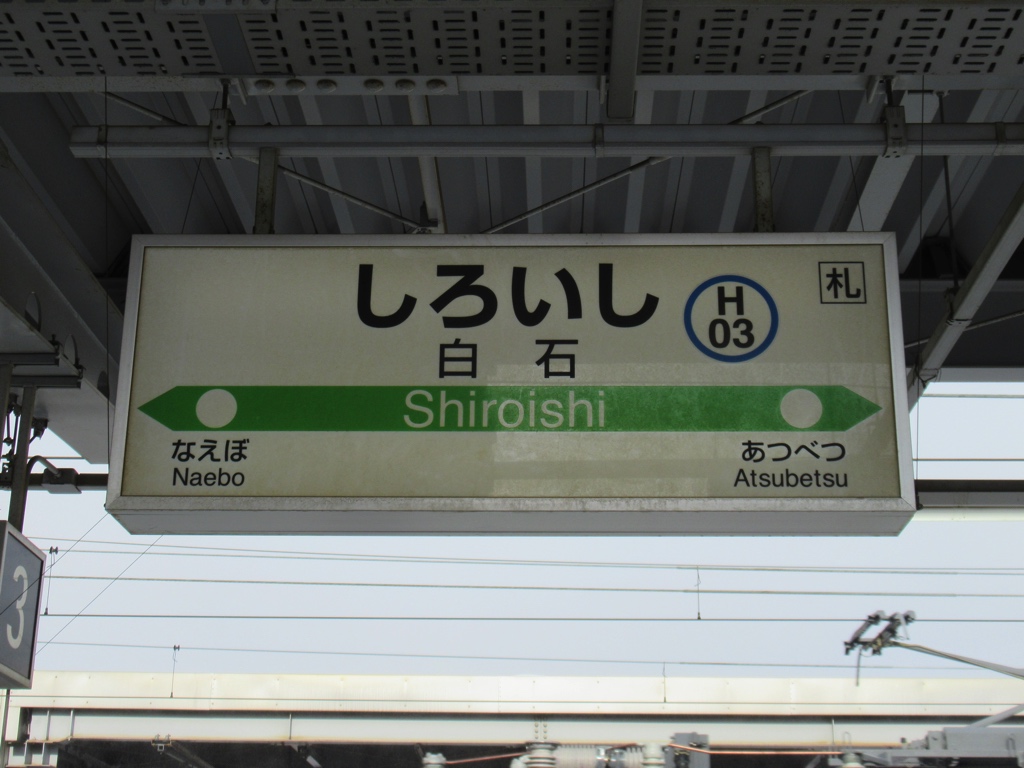 しろいし
H
03
札
白石
Shiroishi
なえぼ
Naebo
あつべつ
Atsubetsu
3